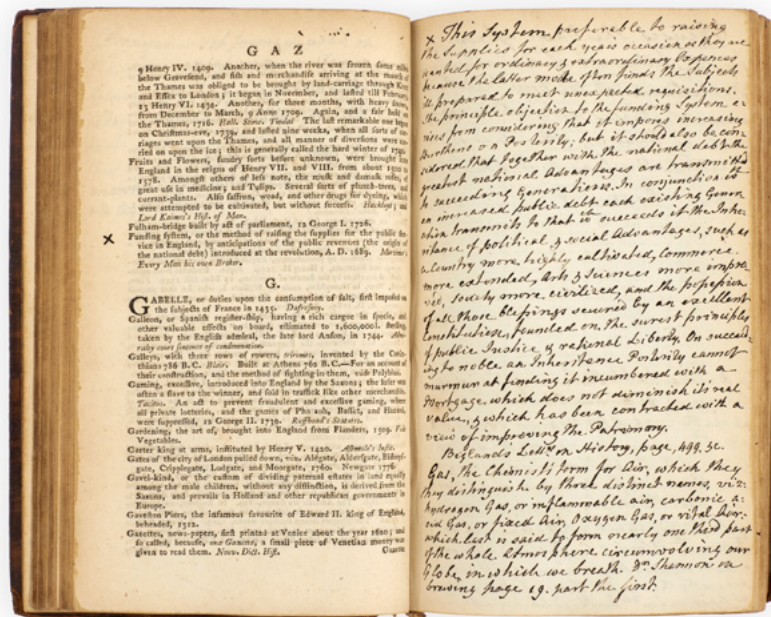 G A Z
9 Henry IV. 1409. Another, when the river was frozen some miles
below Gravesend, and fish and merchandise arriving at the mouth of
the Thames was obliged to be brought by land-carriage through Kent
and Essex to London; it began in November, and lasted till February,
13 Henry VI. 1434. Another, for three months, with heavy snow,
from December to March, 9 Anne 1709. Again, and a fair held on
the Thames, 1716. Hall. Stow. Tindal The last remarkable one began
on Christmas-eve, 1739, and lasted nine weeks, when all sorts of car-
riages went upon the Thames, and all manner of diversions were car-
ried on upon the ice; this is generally called the hard winter of 1740.
Fruits and Flowers, sundry sorts before unknown, were brought into
England in the reigns of Henry VII. and VIII. from about 1500 to
1578. Amongst others of less note, the musk and damask roses, of
great use in medicine; and Tulips. Several sorts of plumb-trees, and
currant-plants. Also saffron, woad, and other drugs for dyeing, which
were attempted to be cultivated, but without success. Hackluyt; and
Lord Kaimes's Hist. of Man.
Fulham-bridge built by act of parliament, 12 George I. 1726.
x Funding system, or the method of raising the supplies for the public ser-
vice in England, by anticipations of the public revenues (the origin of
the national debt) introduced at the revolution, A. D. 1689. Mortimer's
Every Man his own Broker.
G.
GABELLE, or duties upon the consumption of salt, first imposed on
the subjects of France in 1435. Dufresnoy.
Galleon, or Spanish register-ship, having a rich cargoe in specie, and
other valuable effects on board, estimated to 1,600,000l. sterling,
taken by the English admiral, the late lord Anson, in 1744. Admi-
ralty court sentence of condemnation.
Galleys, with three rows of rowers, triremes, invented by the Corin-
thians 786 B. C. Blair. Built at Athens 762 B. C.—For an account of
their construction, and the method of fighting in them, vide Polybius.
Gaming, excessive, introduced into England by the Saxons; the loser was
often a slave to the winner, and sold in traffick like other merchandise.
Tacitus. An act to prevent fraudulent and excessive gaming, when
all private lotteries, and the games of Pharaoh, Basset, and Hazard,
were suppressed, 12 George II. 1739. Ruffhead's Statutes.
Gardening, the art of, brought into England from Flanders, 1509. For
Vegetables.
Garter king at arms, instituted by Henry V. 1420. Ashmole's Inst.
Gates of the city of London pulled down, viz. Aldgate, Aldersgate, Bishops-
gate, Cripplegate, Ludgate, and Moorgate, 1760. Newgate 1776.
Gavel-kind, or the custom of dividing paternal estates in land equally
among the male children, without any distinction, is derived from the
Saxons, and prevails in Holland and other republican governments in
Europe.
Gaveston Piers, the infamous favourite of Edward II. king of England,
beheaded, 1312.
Gazettes, news-papers, first printed at Venice about the year 1620; and
so called, because, una Gazetta, a small piece of Venetian money was
given to read them. Nouv. Dict. Hist.
x This System preferable to raising
the Supplies for each years occasion as they are
wanted for ordinary & extraordinary Expences
because the latter mode often finds the Subjects
ill prepared to meet unexpected requisitions.
The principle objection to the funding System a-
rises from considering that it imposes increasing
burthens on Posterity; but it should also be con-
sidered that together with the national debt the
greatest national Advantages are transmitted
to succeeding Generations. In conjunction with
an increased public debt each existing Gener-
ation transmits to that wch. succeeds it the Inhe-
ritance of political & social Advantages, such as
a Country more highly cultivated, Commerce
more extended, Arts & Sciences more impro-
ved, Society more civilized, and the possession
of all those blessings secured by an excellent
Constitution, founded on the surest principles
of public Justice & rational Liberty. On succeed-
ing to noble an Inheritance Posterity cannot
murmur at finding it incumbered with a
Mortgage which does not diminish its real
value, & which has been contracted with a
view of improving the Patrimony.
Biglands Letters on History, page, 499. &c.
Gas, the Chemists term for Air, which they
they distinguish by three distinct names, viz:
hydrogen Gas, or inflammable air, carbonic a-
cid Gas, or fixed Air, Oxygen Gas, or vital Air.
which last is said to form nearly one third part
of the whole Atmosphere circumvolving our
Globe, in which we breath. Dr. Shannon on
brewing page 19. part the first.